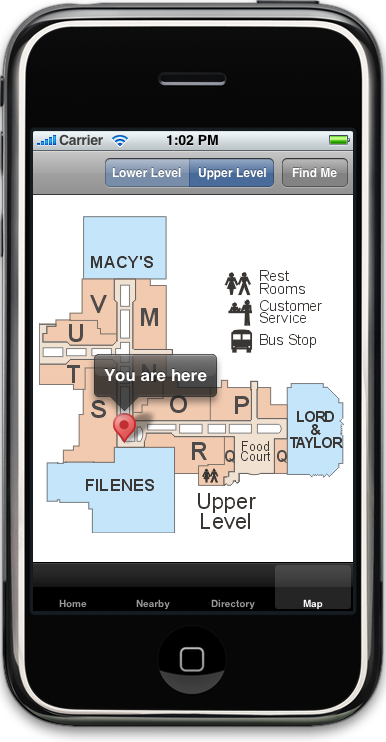 Carrier 1:02 PM
Lower Level Upper Level Find Me
MACY'S
Rest
Rooms
Customer
Service
Bus Stop
V
M
U
T
You are here
S
O
P
LORD
&
TAYLOR
R
Q
Food
Court
Q
FILENES
Upper
Level
Home Nearby Directory Map